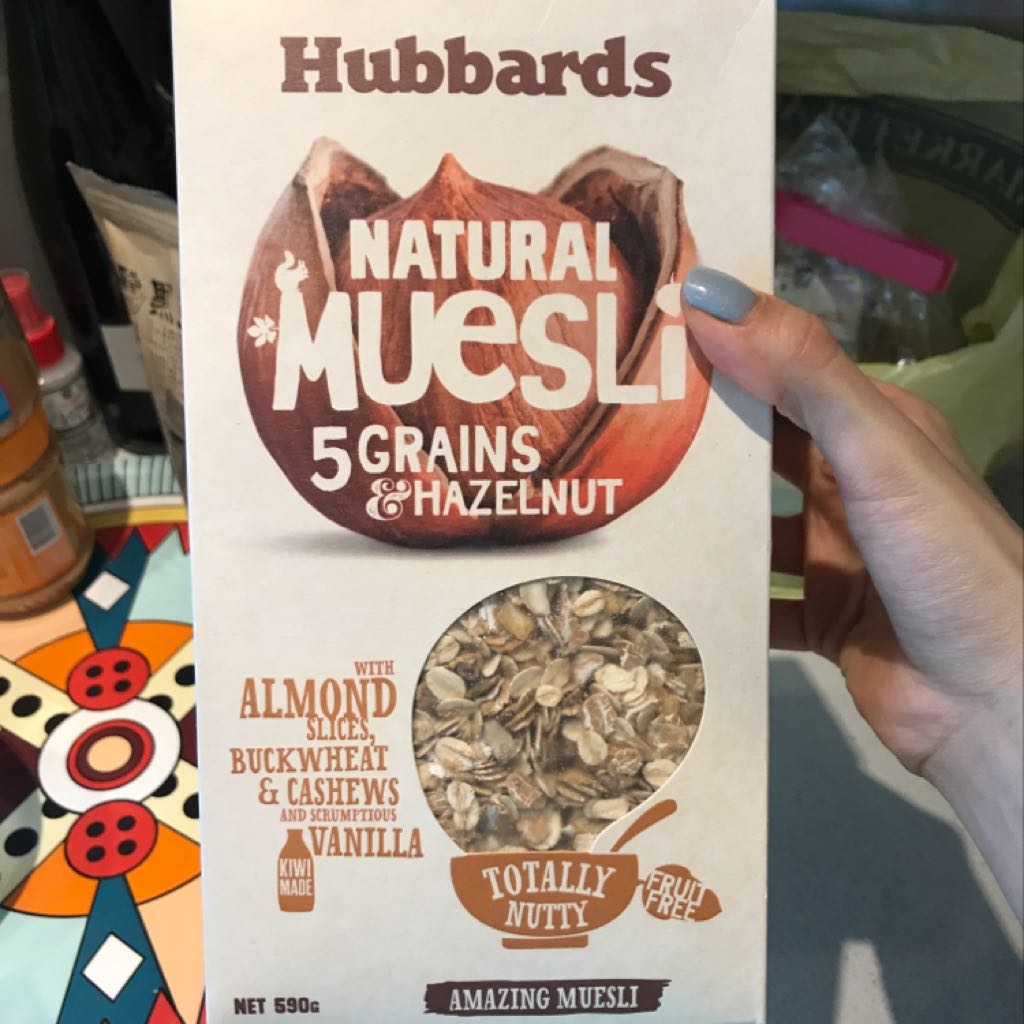 Hubbards
NATURAL
MUeSLi
5 GRAINS
& HAZELNUT
WITH
ALMOND
SLICES,
BUCKWHEAT
& CASHEWS
AND SCRUMPTIOUS
VANILLA
KIWI
MADE
TOTALLY
NUTTY
FRUIT
FREE
NET 590G
AMAZING MUESLI